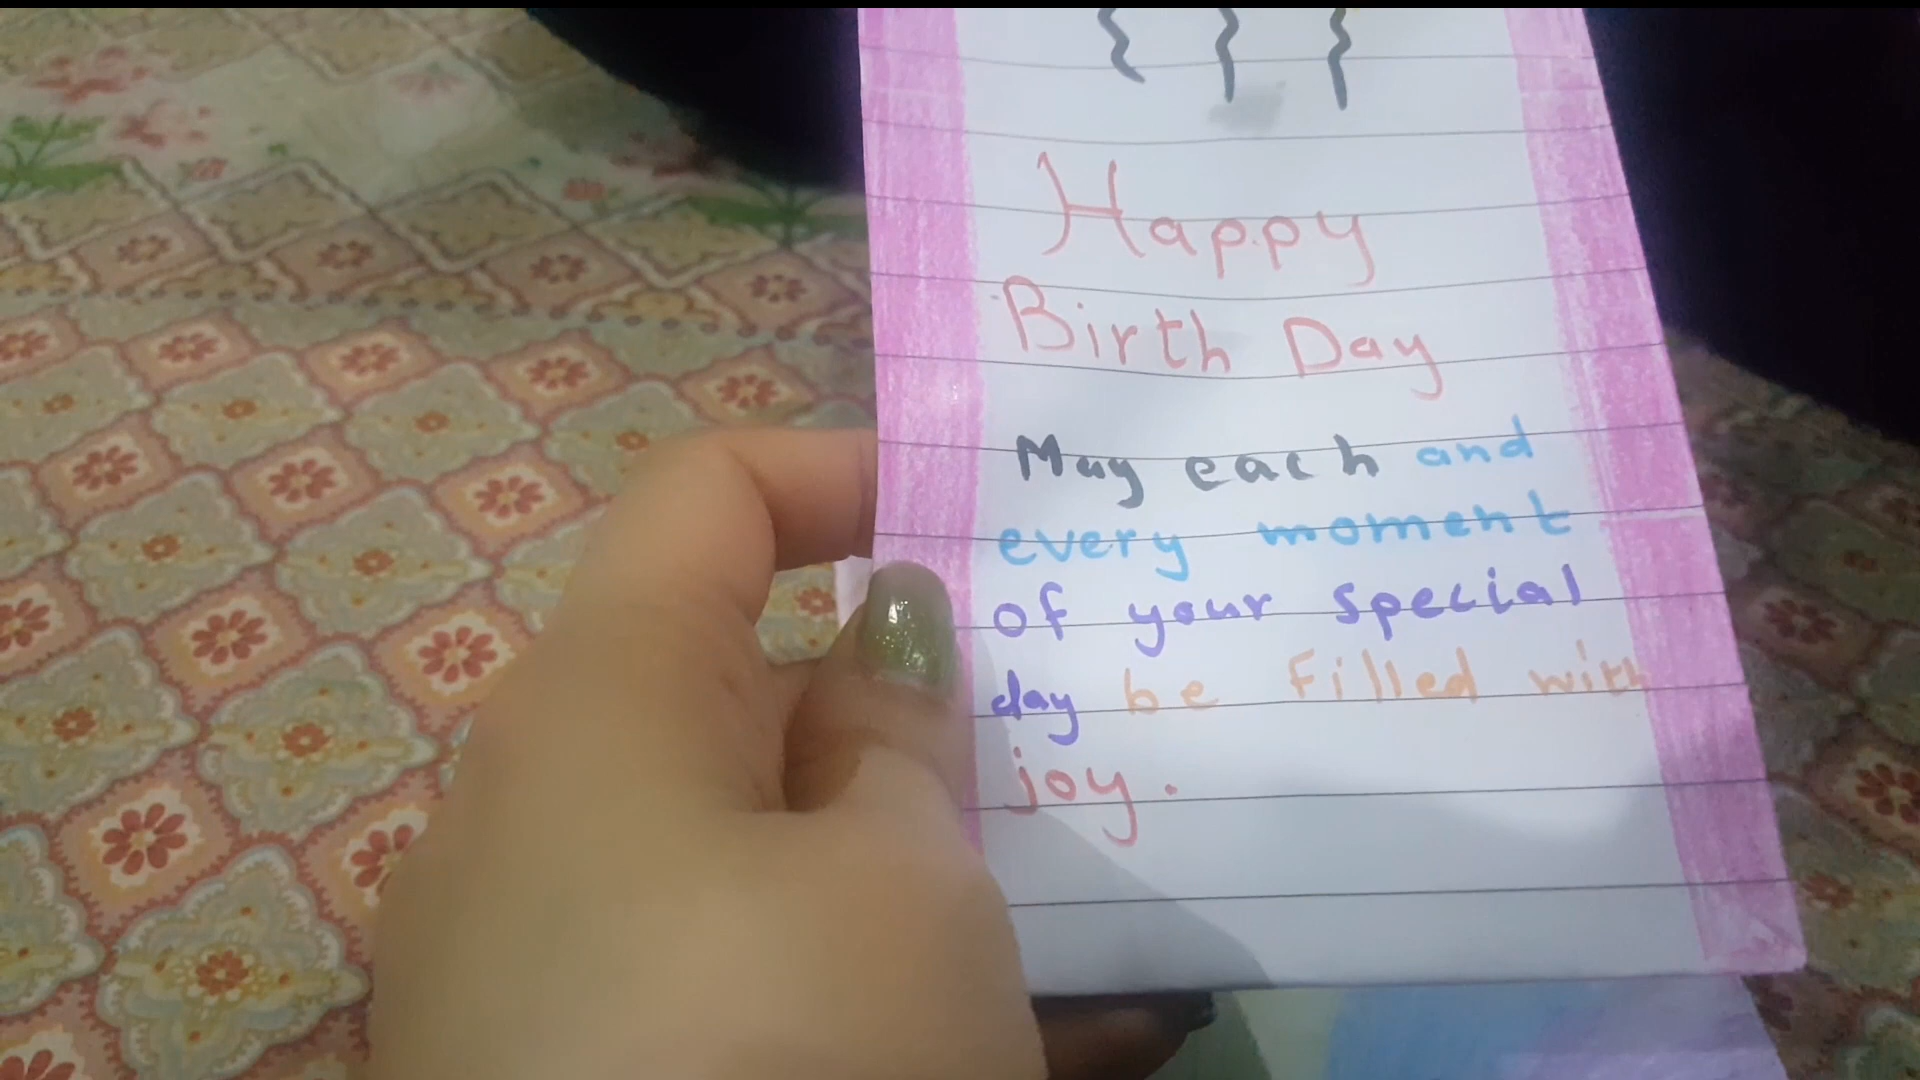 Happy
Birth Day
May each and
every moment
of your special
day be filled with
joy.